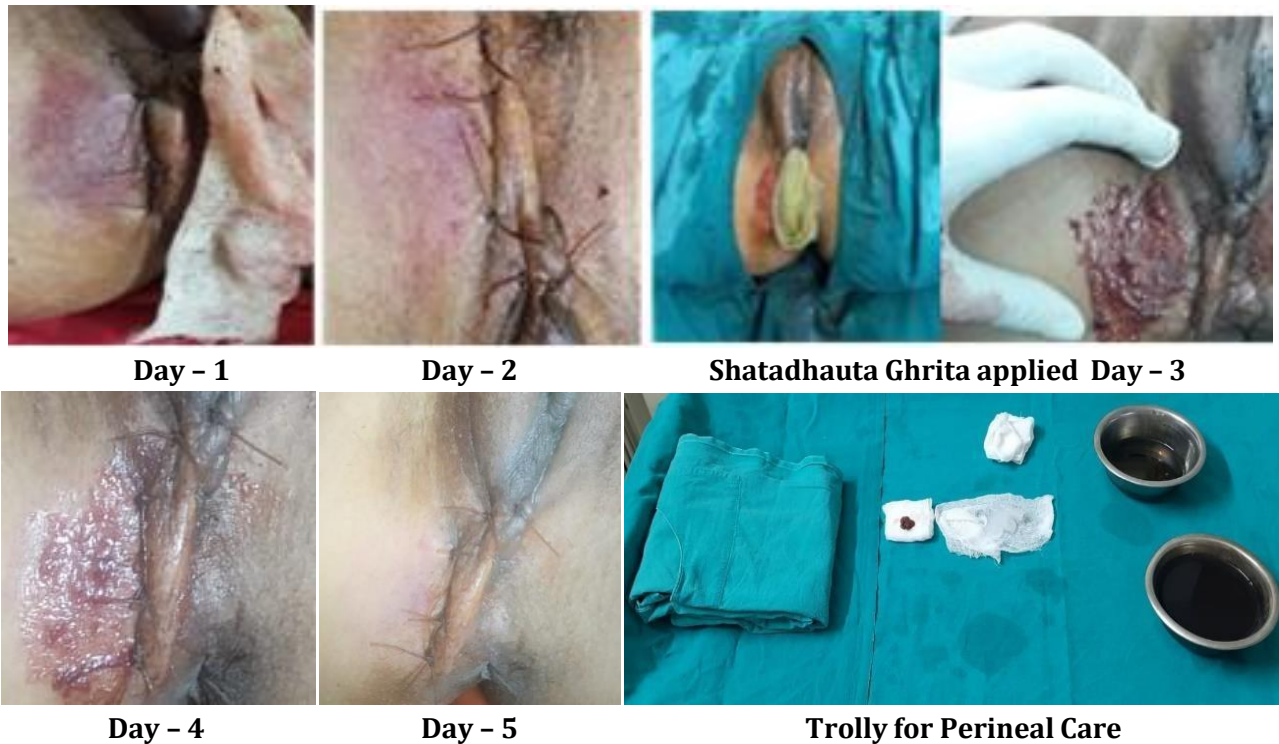 Day – 1
Day – 2
Shatadhauta Ghrita applied Day – 3
Day – 4
Day – 5
Trolly for Perineal Care